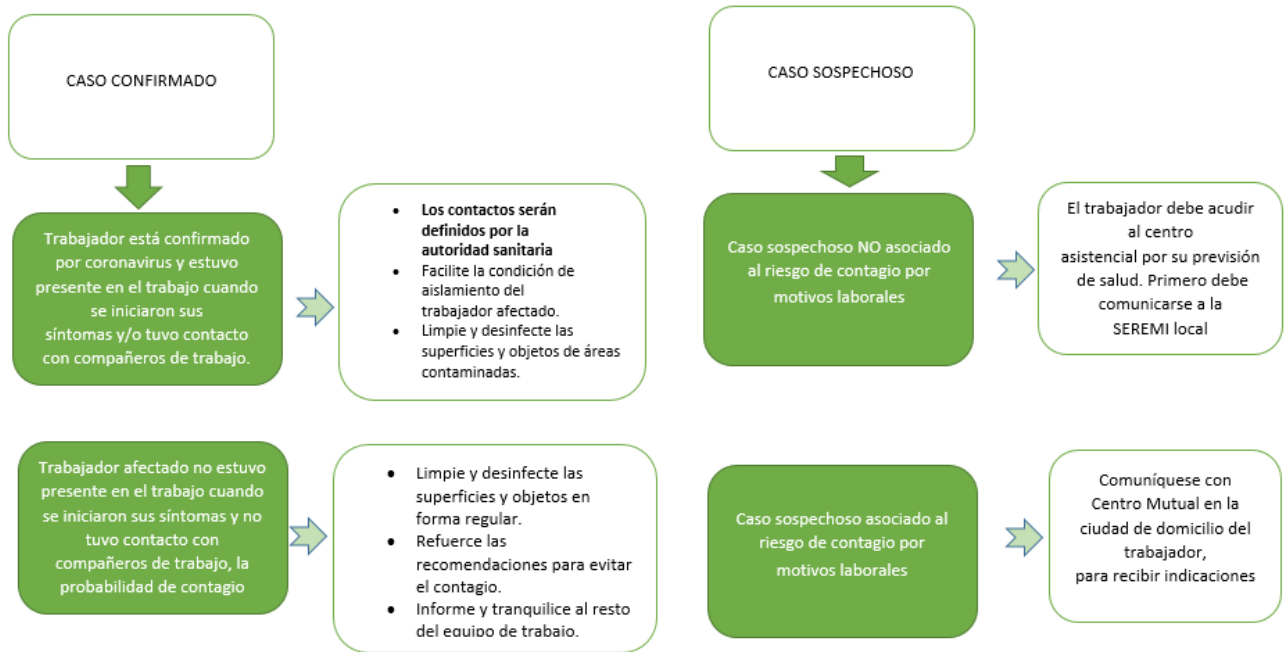 CASO CONFIRMADO
Trabajador está confirmado
por coronavirus y estuvo
presente en el trabajo cuando
se iniciaron sus
síntomas y/o tuvo contacto
con compañeros de trabajo.
• Los contactos serán
definidos por la
autoridad sanitaria
• Facilite la condición de
aislamiento del
trabajador afectado.
• Limpie y desinfecte las
superficies y objetos de áreas
contaminadas.
Trabajador afectado no estuvo
presente en el trabajo cuando
se iniciaron sus síntomas y no
tuvo contacto con
compañeros de trabajo, la
probabilidad de contagio
• Limpie y desinfecte las
superficies y objetos en
forma regular.
• Refuerce las
recomendaciones para evitar
el contagio.
• Informe y tranquilice al resto
del equipo de trabajo.
CASO SOSPECHOSO
Caso sospechoso NO asociado
al riesgo de contagio por
motivos laborales
El trabajador debe acudir
al centro
asistencial por su previsión
de salud. Primero debe
comunicarse a la
SEREMI local
Caso sospechoso asociado al
riesgo de contagio por
motivos laborales
Comuníquese con
Centro Mutual en la
ciudad de domicilio del
trabajador,
para recibir indicaciones